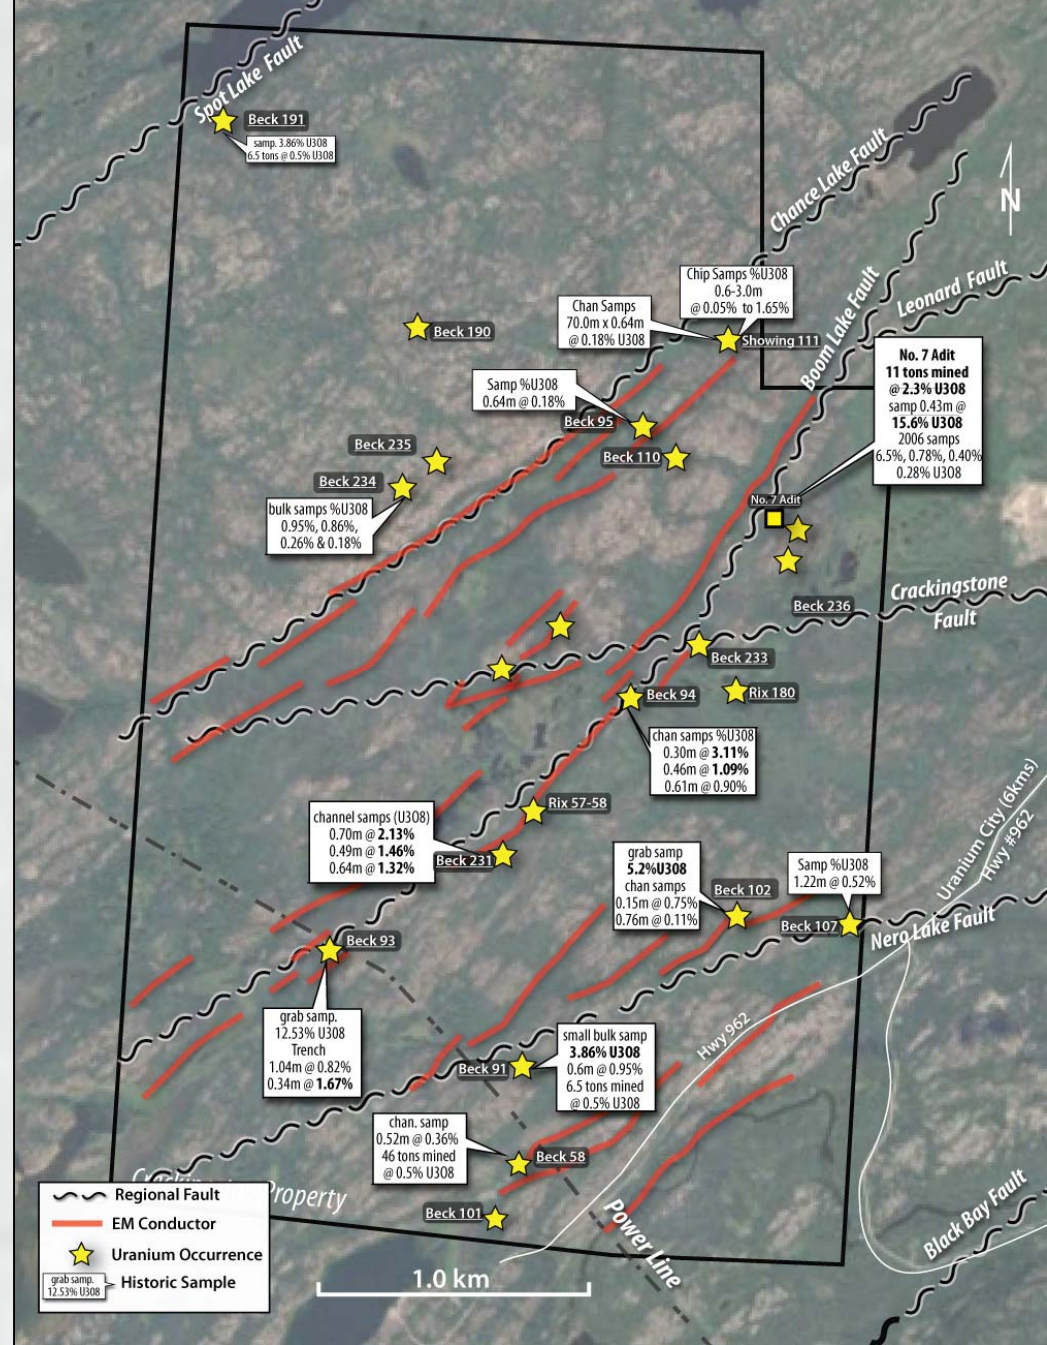 Spot Lake Fault
Beck 191
samp. 3.86% U308
6.5 tons @ 0.5% U308
Chance Lake Fault
N
Boom Lake Fault
Leonard Fault
Chip Samps %U308
0.6-3.0m
@ 0.05% to 1.65%
Chan Samps
70.0m x 0.64m
@ 0.18% U308
Beck 190
Showing 111
No. 7 Adit
11 tons mined
@ 2.3% U308
samp 0.43m @
15.6% U308
2006 samps
6.5%, 0.78%, 0.40%
0.28% U308
Samp %U308
0.64m @ 0.18%
Beck 95
Beck 235
Beck 110
Beck 234
bulk samps %U308
0.95%, 0.86%,
0.26% & 0.18%
No. 7 Adit
Crackingstone
Fault
Beck 236
Beck 233
Beck 94
Rix 180
chan samps %U308
0.30m @ 3.11%
0.46m @ 1.09%
0.61m @ 0.90%
Uranium City (6kms)
Hwy #962
Rix 57-58
channel samps (U308)
0.70m @ 2.13%
0.49m @ 1.46%
0.64m @ 1.32%
Beck 231
grab samp
5.2%U308
chan samps
0.15m @ 0.75%
0.76m @ 0.11%
Beck 102
Samp %U308
1.22m @ 0.52%
Beck 107
Nero Lake Fault
Beck 93
grab samp.
12.53% U308
Trench
1.04m @ 0.82%
0.34m @ 1.67%
Hwy 962
small bulk samp
3.86% U308
0.6m @ 0.95%
6.5 tons mined
@ 0.5% U308
Beck 91
chan. samp
0.52m @ 0.36%
46 tons mined
@ 0.5% U308
Beck 58
Beck 101
Property
Power Line
Black Bay Fault
Regional Fault
EM Conductor
Uranium Occurrence
grab samp.
12.53% U308
Historic Sample
1.0 km